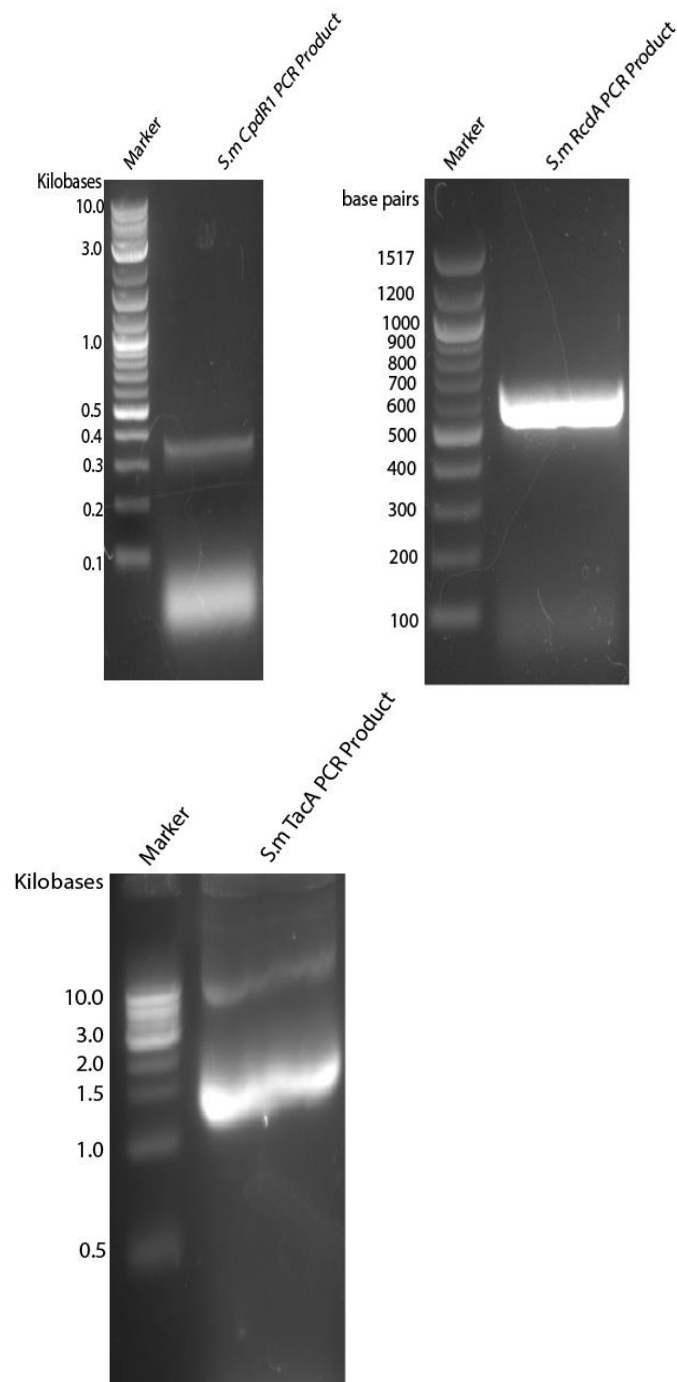 Marker
S.m CpdR1 PCR Product
Kilobases
10.0
3.0
1.0
0.5
0.4
0.3
0.2
0.1
Marker
S.m RcdA PCR Product
base pairs
1517
1200
1000
900
800
700
600
500
400
300
200
100
Marker
S.m TacA PCR Product
Kilobases
10.0
3.0
2.0
1.5
1.0
0.5